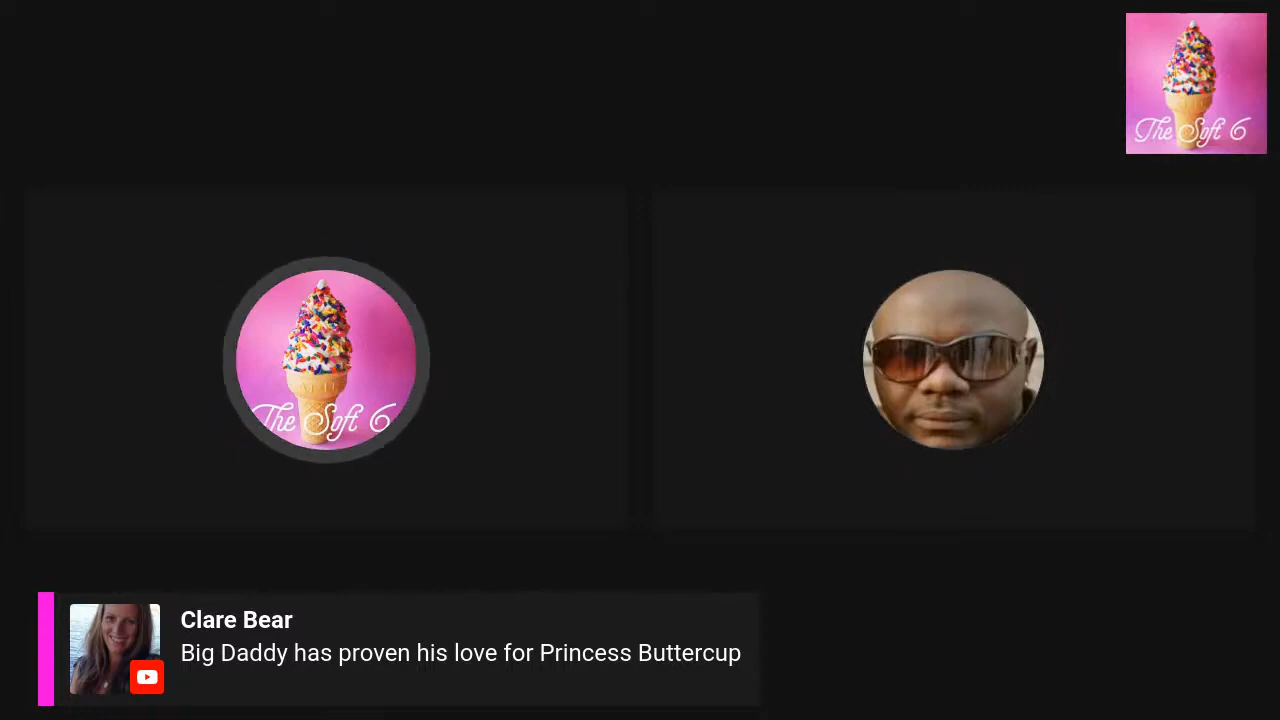 The Soft 6
The Soft 6
Clare Bear
Big Daddy has proven his love for Princess Buttercup